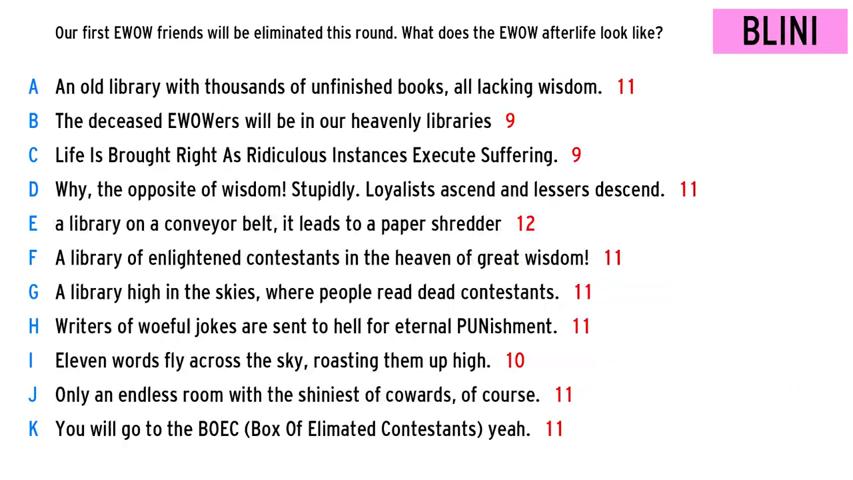 Our first EWOW friends will be eliminated this round. What does the EWOW afterlife look like?
BLINI
A An old library with thousands of unfinished books, all lacking wisdom. 11
B The deceased EWOWers will be in our heavenly libraries 9
C Life Is Brought Right As Ridiculous Instances Execute Suffering. 9
D Why, the opposite of wisdom! Stupidly. Loyalists ascend and lessers descend. 11
E a library on a conveyor belt, it leads to a paper shredder 12
F A library of enlightened contestants in the heaven of great wisdom! 11
G A library high in the skies, where people read dead contestants. 11
H Writers of woeful jokes are sent to hell for eternal PUNishment. 11
I Eleven words fly across the sky, roasting them up high. 10
J Only an endless room with the shiniest of cowards, of course. 11
K You will go to the BOEC (Box Of Elimated Contestants) yeah. 11